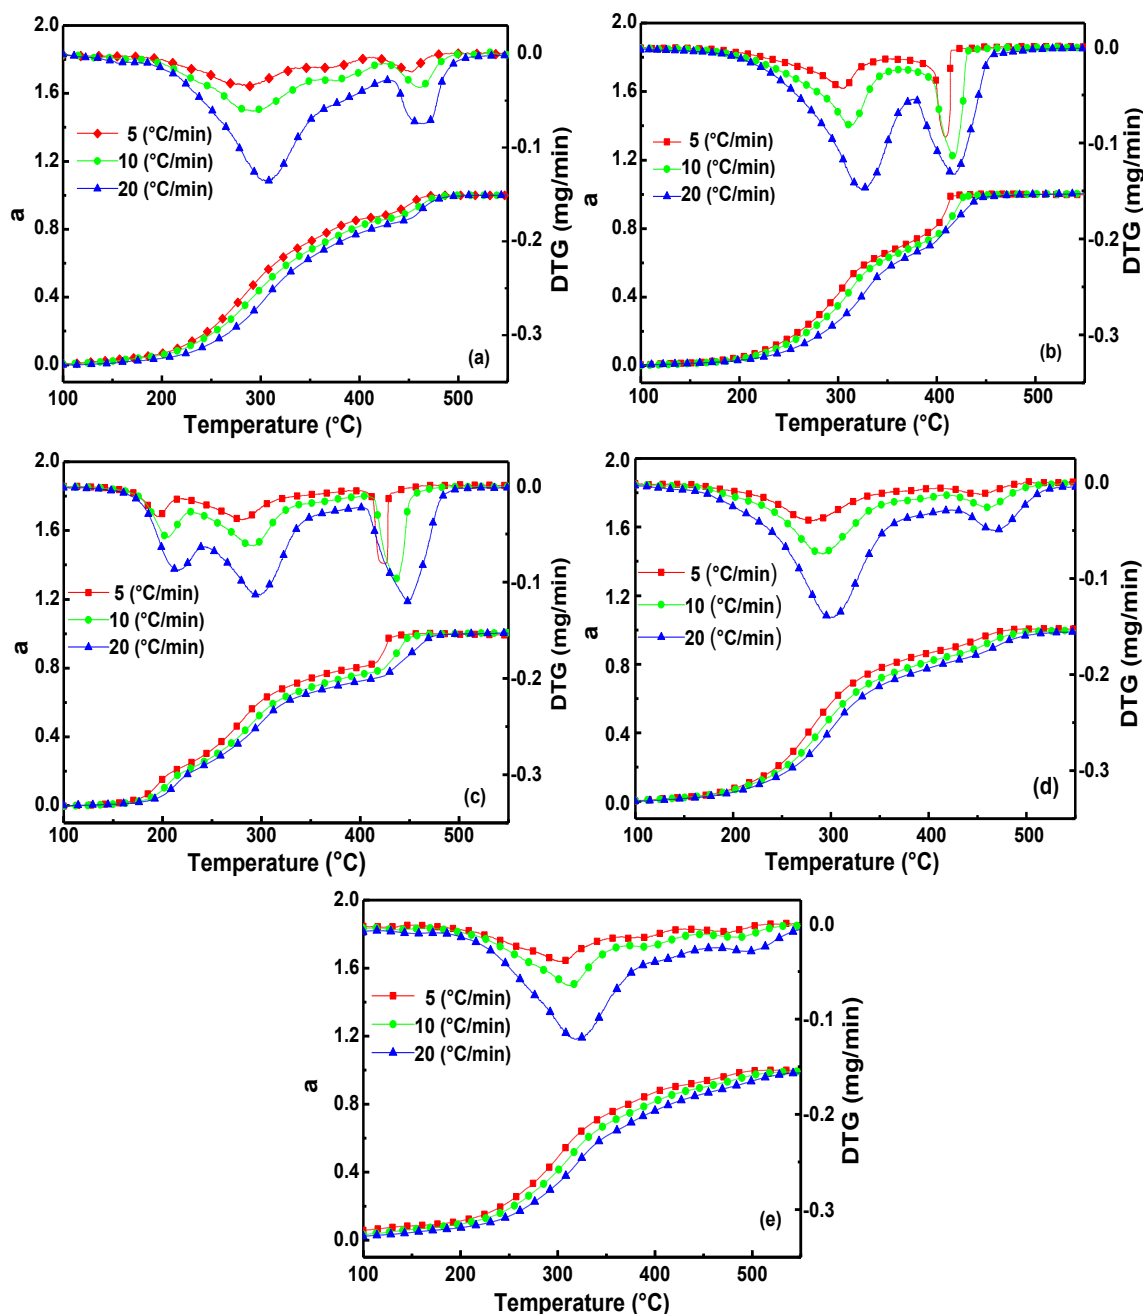 2.0
1.6
1.2
0.8
0.4
0.0
a
0.0
-0.1
-0.2
-0.3
DTG (mg/min)
5 (°C/min)
10 (°C/min)
20 (°C/min)
(a)
100 200 300 400 500
Temperature (°C)
2.0
1.6
1.2
0.8
0.4
0.0
a
0.0
-0.1
-0.2
-0.3
DTG (mg/min)
5 (°C/min)
10 (°C/min)
20 (°C/min)
(b)
100 200 300 400 500
Temperature (°C)
2.0
1.6
1.2
0.8
0.4
0.0
a
0.0
-0.1
-0.2
-0.3
DTG (mg/min)
5 (°C/min)
10 (°C/min)
20 (°C/min)
(c)
100 200 300 400 500
Temperature (°C)
2.0
1.6
1.2
0.8
0.4
0.0
a
0.0
-0.1
-0.2
-0.3
DTG (mg/min)
5 (°C/min)
10 (°C/min)
20 (°C/min)
(d)
100 200 300 400 500
Temperature (°C)
2.0
1.6
1.2
0.8
0.4
0.0
a
0.0
-0.1
-0.2
-0.3
DTG (mg/min)
5 (°C/min)
10 (°C/min)
20 (°C/min)
(e)
100 200 300 400 500
Temperature (°C)